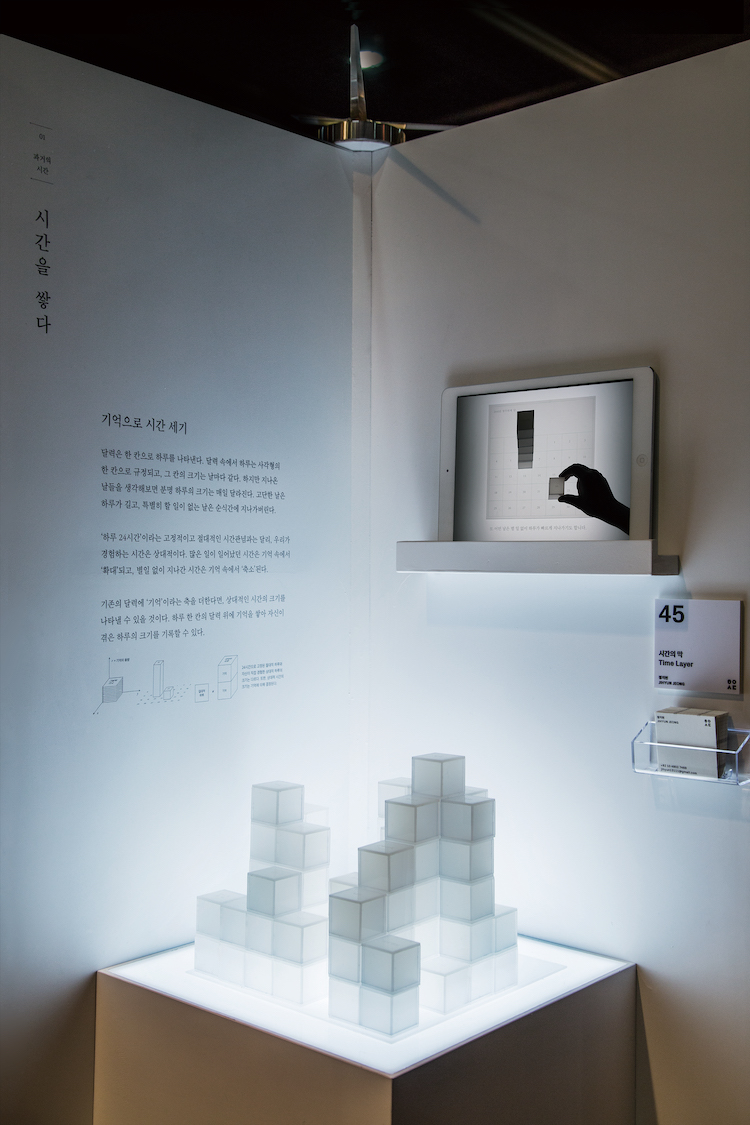 과거의
시간
시간을 쌓다
기억으로 시간 세기
달력은 한 칸으로 하루를 나타낸다. 달력 속에서 하루는 사각형의
한 칸으로 규정되고, 그 칸의 크기는 날마다 같다. 하지만 지나온
날들을 생각해보면 분명 하루의 크기는 매일 달라진다. 고단한 날은
하루가 길고, 특별히 할 일이 없는 날은 순식간에 지나가버린다.
'하루 24시간'이라는 고정적이고 절대적인 시간관념과는 달리, 우리가
경험하는 시간은 상대적이다. 많은 일이 일어났던 시간은 기억 속에서
'확대'되고, 별일 없이 지나간 시간은 기억 속에서 '축소'된다.
기존의 달력에 '기억'이라는 축을 더한다면, 상대적인 시간의 크기를
나타낼 수 있을 것이다. 하루 한 칸의 달력 위에 기억을 쌓아 자신이
겪은 하루의 크기를 기록할 수 있다.
45
시간의 약
Time Layer
정지윤
JIHYUN JEONG